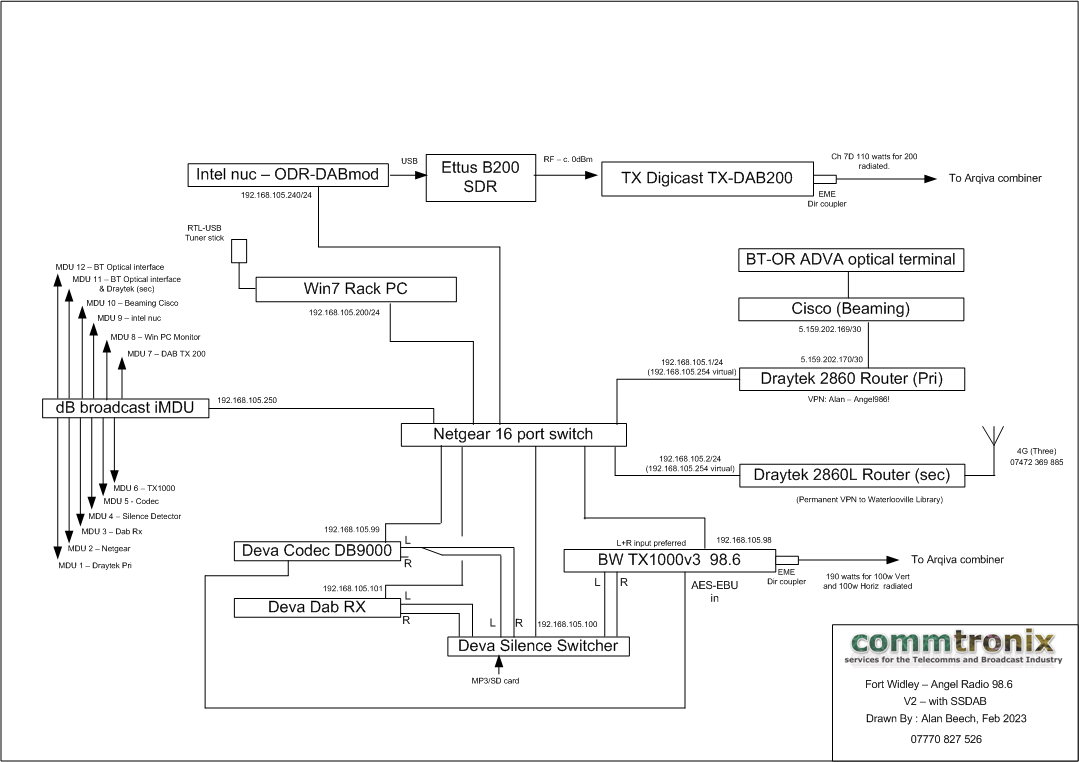 Intel nuc – ODR-DABmod
192.168.105.240/24
USB
Ettus B200
SDR
RF – c. 0dBm
TX Digicast TX-DAB200
EME
Dir coupler
Ch 7D 110 watts for 200
radiated.
To Arqiva combiner
RTL-USB
Tuner stick
Win7 Rack PC
192.168.105.200/24
BT-OR ADVA optical terminal
Cisco (Beaming)
5.159.202.169/30
5.159.202.170/30
192.168.105.1/24
(192.168.105.254 virtual)
Draytek 2860 Router (Pri)
VPN: Alan – Angel986!
MDU 12 – BT Optical interface
MDU 11 – BT Optical interface
& Draytek (sec)
MDU 10 – Beaming Cisco
MDU 9 – intel nuc
MDU 8 – Win PC Monitor
MDU 7 – DAB TX 200
dB broadcast iMDU
192.168.105.250
Netgear 16 port switch
192.168.105.2/24
(192.168.105.254 virtual)
Draytek 2860L Router (sec)
(Permanent VPN to Waterlooville Library)
4G (Three)
07472 369 885
MDU 6 – TX1000
MDU 5 - Codec
MDU 4 – Silence Detector
MDU 3 – Dab Rx
MDU 2 – Netgear
MDU 1 – Draytek Pri
192.168.105.99
Deva Codec DB9000
L
R
192.168.105.101
Deva Dab RX
L
R
L
R
192.168.105.100
Deva Silence Switcher
MP3/SD card
L+R input preferred
192.168.105.98
BW TX1000v3 98.6
L
R
AES-EBU
in
EME
Dir coupler
To Arqiva combiner
190 watts for 100w Vert
and 100w Horiz radiated
commtronix
services for the Telecomms and Broadcast Industry
Fort Widley – Angel Radio 98.6
V2 – with SSDAB
Drawn By : Alan Beech, Feb 2023
07770 827 526